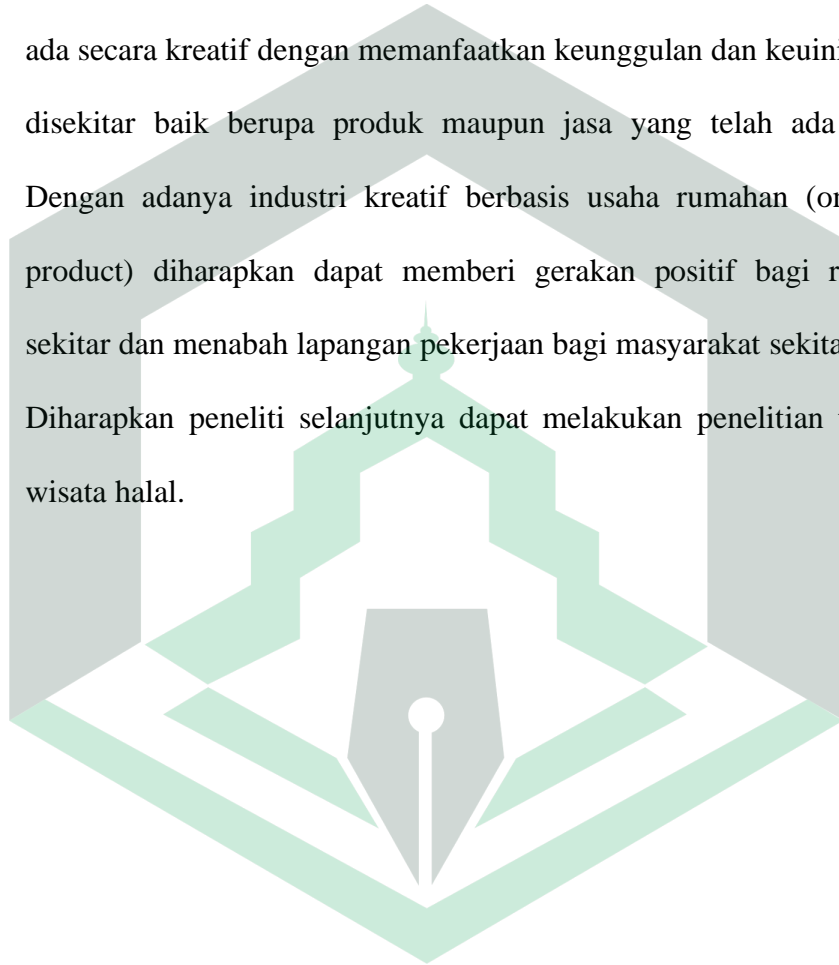 ada secara kreatif dengan memanfaatkan keunggulan dan
disekitar baik berupa produk maupun jasa yang telah ada
Dengan adanya industri kreatif berbasis usaha rumahan
product) diharapkan dapat memberi gerakan positif bagi
sekitar dan menabah lapangan pekerjaan bagi masyarakat
Diharapkan peneliti selanjutnya dapat melakukan penelitian
wisata halal.